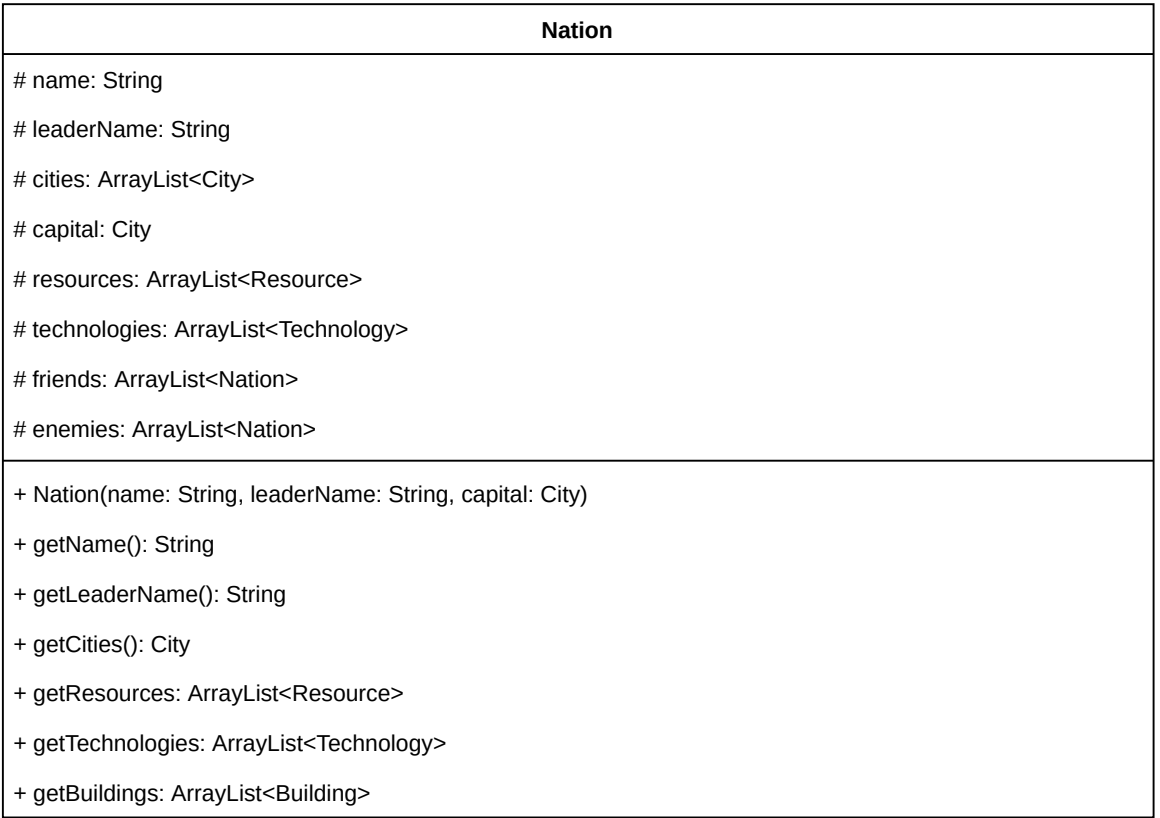 Nation
# name: String
# leaderName: String
# cities: ArrayList<City>
# capital: City
# resources: ArrayList<Resource>
# technologies: ArrayList<Technology>
# friends: ArrayList<Nation>
# enemies: ArrayList<Nation>
+ Nation(name: String, leaderName: String, capital: City)
+ getName(): String
+ getLeaderName(): String
+ getCities(): City
+ getResources: ArrayList<Resource>
+ getTechnologies: ArrayList<Technology>
+ getBuildings: ArrayList<Building>